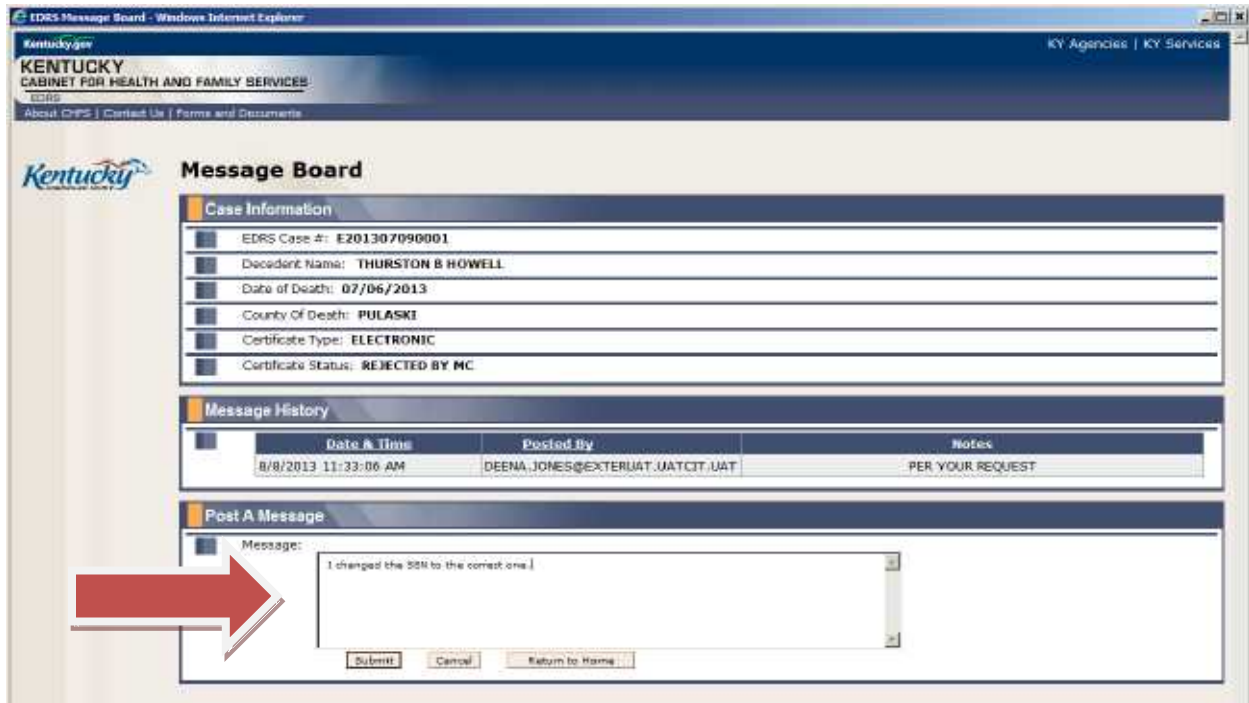 EDRS Message Board - Windows Internet Explorer
Kentucky.gov
KY Agencies | KY Services
KENTUCKY
CABINET FOR HEALTH AND FAMILY SERVICES
EDRS
About CHFS | Contact Us | Forms and Documents
Kentucky
Message Board
Case Information
EDRS Case #: E201307090001
Decedent Name: THURSTON B HOWELL
Date of Death: 07/06/2013
County Of Death: PULASKI
Certificate Type: ELECTRONIC
Certificate Status: REJECTED BY MC
Message History
Date & Time Posted By Notes
8/8/2013 11:33:06 AM DEENA.JONES@EXTERUAT.UATCIT.UAT PER YOUR REQUEST
Post A Message
Message:
I changed the SSN to the correct one.
Submit Cancel Return to Home